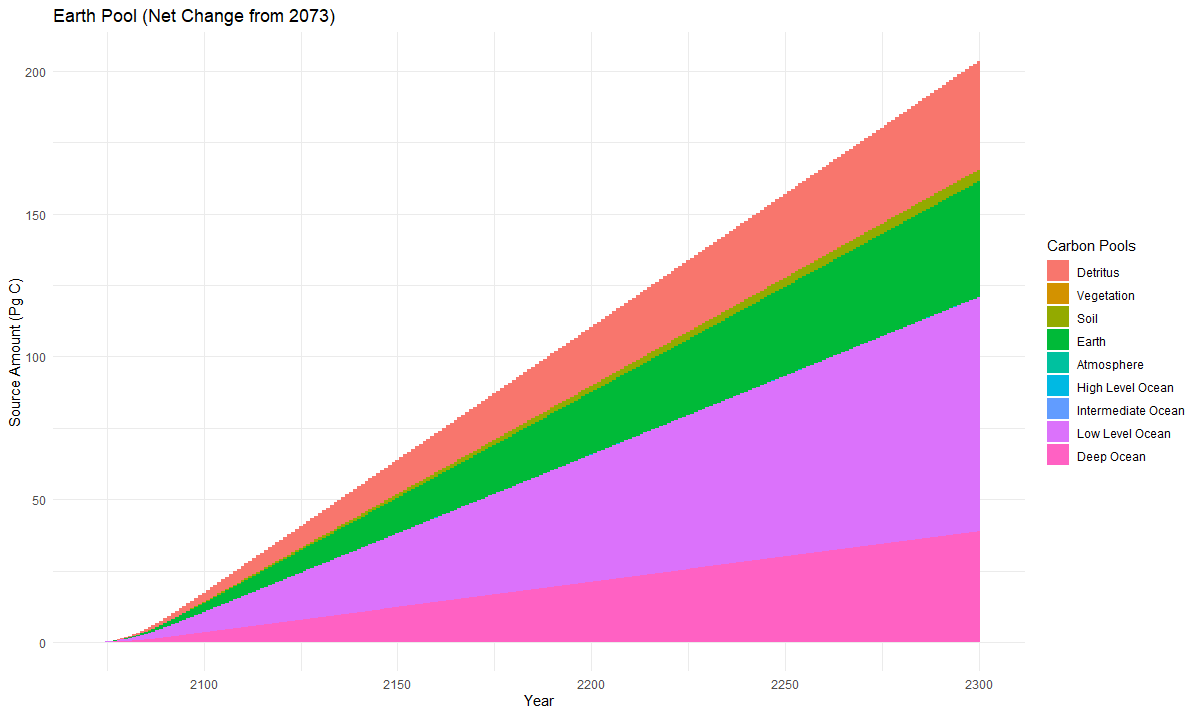 Earth Pool (Net Change from 2073)
200
150
100
50
0
Source Amount (Pg C)
2100
2150
2200
2250
2300
Year
Carbon Pools
Detritus
Vegetation
Soil
Earth
Atmosphere
High Level Ocean
Intermediate Ocean
Low Level Ocean
Deep Ocean